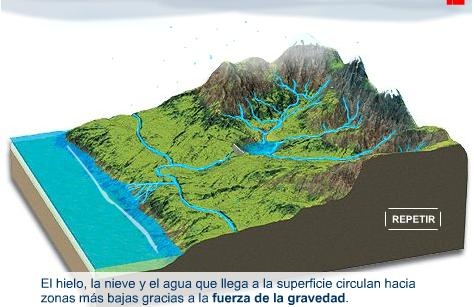 REPETIR
El hielo, la nieve y el agua que llega a la superficie circulan hacia
zonas más bajas gracias a la fuerza de la gravedad.